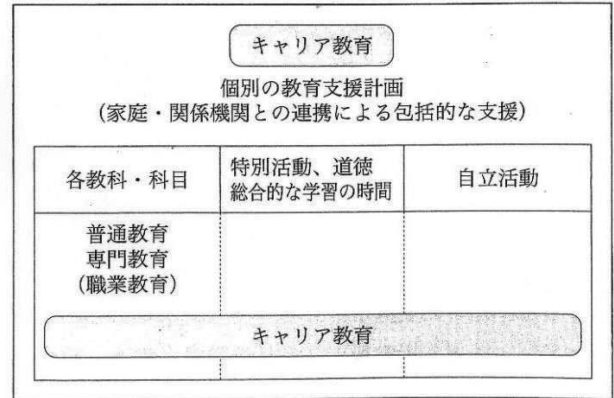 キャリア教育
個別の教育支援計画
(家庭・関係機関との連携による包括的な支援)
各教科・科目
特別活動、道徳
総合的な学習の時間
自立活動
普通教育
専門教育
(職業教育)
キャリア教育